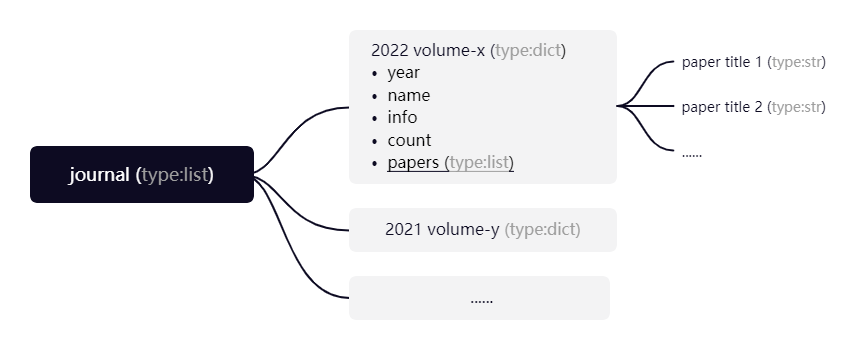 journal (type:list)
2022 volume-x (type:dict)
• year
• name
• info
• count
• papers (type:list)
paper title 1 (type:str)
paper title 2 (type:str)
......
2021 volume-y (type:dict)
......